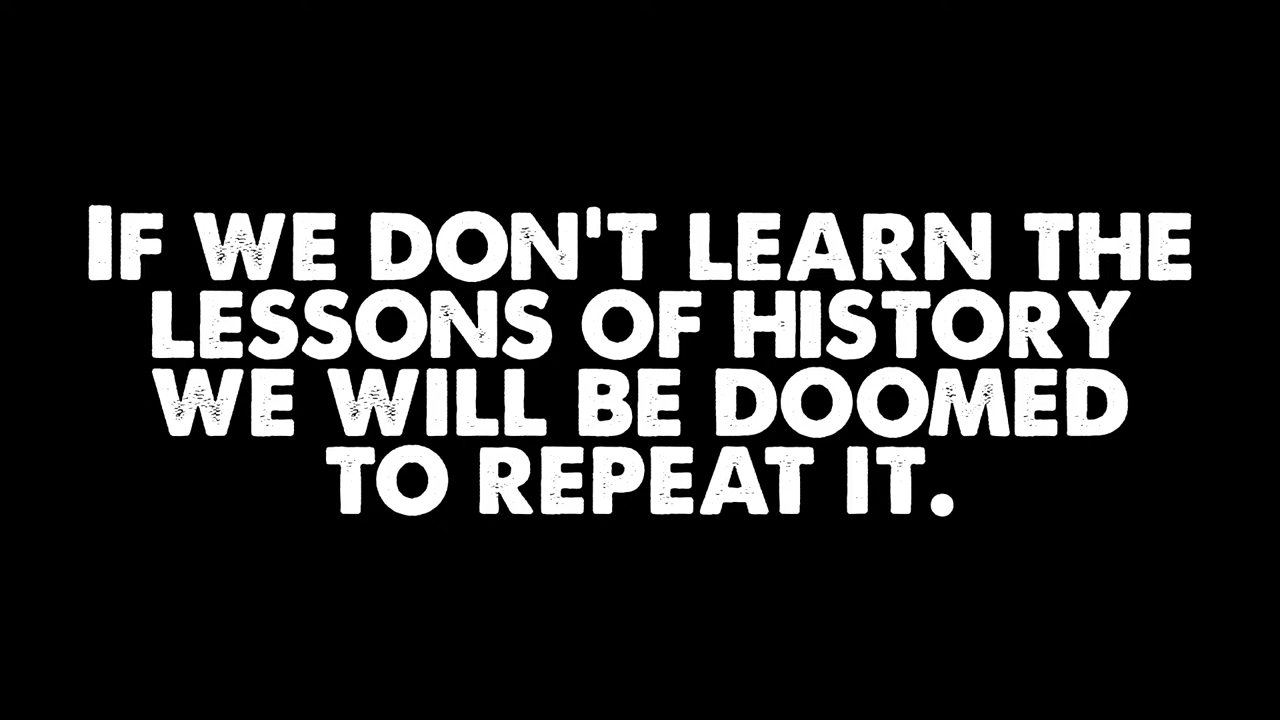 If we don't learn the
lessons of history
we will be doomed
to repeat it.